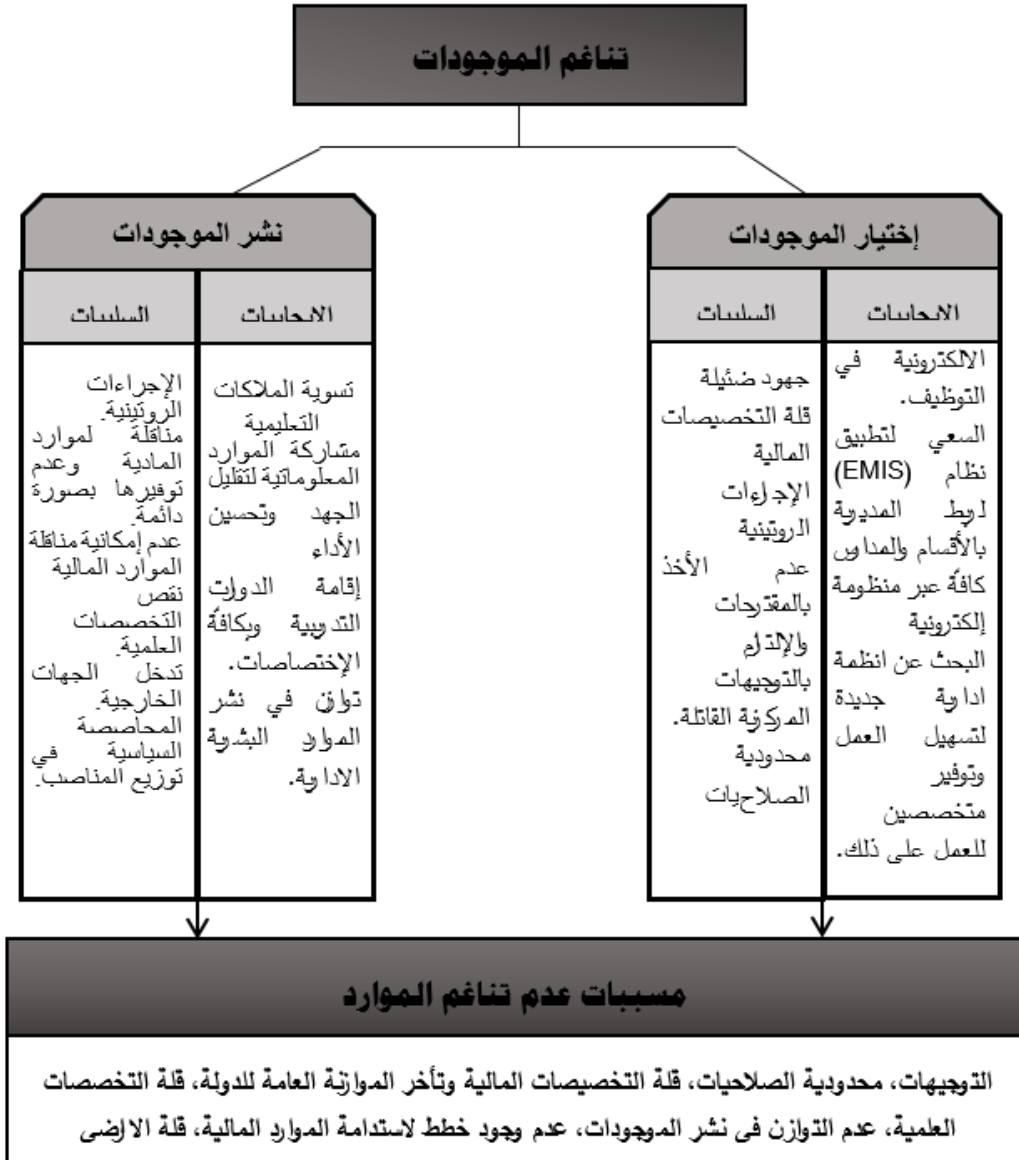 تناغم الموجودات
إختيار الموجودات
الايجابيات
الالكترونية في
التوظيف.
السعي لتطبيق
نظام (EMIS)
لربط المديرية
بالأقسام والمدارس
كافة عبر منظومة
إلكترونية
البحث عن انظمة
ادارية جديدة
لتسهيل العمل
وتوفير
متخصصين
للعمل على ذلك.
السلبيات
جهود ضئيلة
قلة التخصيصات
المالية
الإجراءات
الروتينية
عدم الأخذ
بالمقترحات
والإلتزام
بالتوجيهات
المركزية القاتلة.
محدودية
الصلاحيات
نشر الموجودات
الايجابيات
تسوية الملاكات
التعليمية
مشاركة الموارد
المعلوماتية لتقليل
الجهد وتحسين
الأداء
إقامة الدورات
التدريبية وبكافة
الإختصاصات.
توازن في نشر
الموارد البشرية
الادارية.
السلبيات
الإجراءات
الروتينية.
مناقلة لموارد
المادية وعدم
توفيرها بصورة
دائمة.
عدم إمكانية مناقلة
الموارد المالية
نقص
التخصصات
العلمية.
تدخل الجهات
الخارجية.
المحاصصة
السياسية في
توزيع المناصب.
مسببات عدم تناغم الموارد
التوجيهات، محدودية الصلاحيات، قلة التخصيصات المالية وتأخر الموازنة العامة للدولة، قلة التخصصات
العلمية، عدم التوازن في نشر الموجودات، عدم وجود خطط لاستدامة الموارد المالية، قلة الاراضي